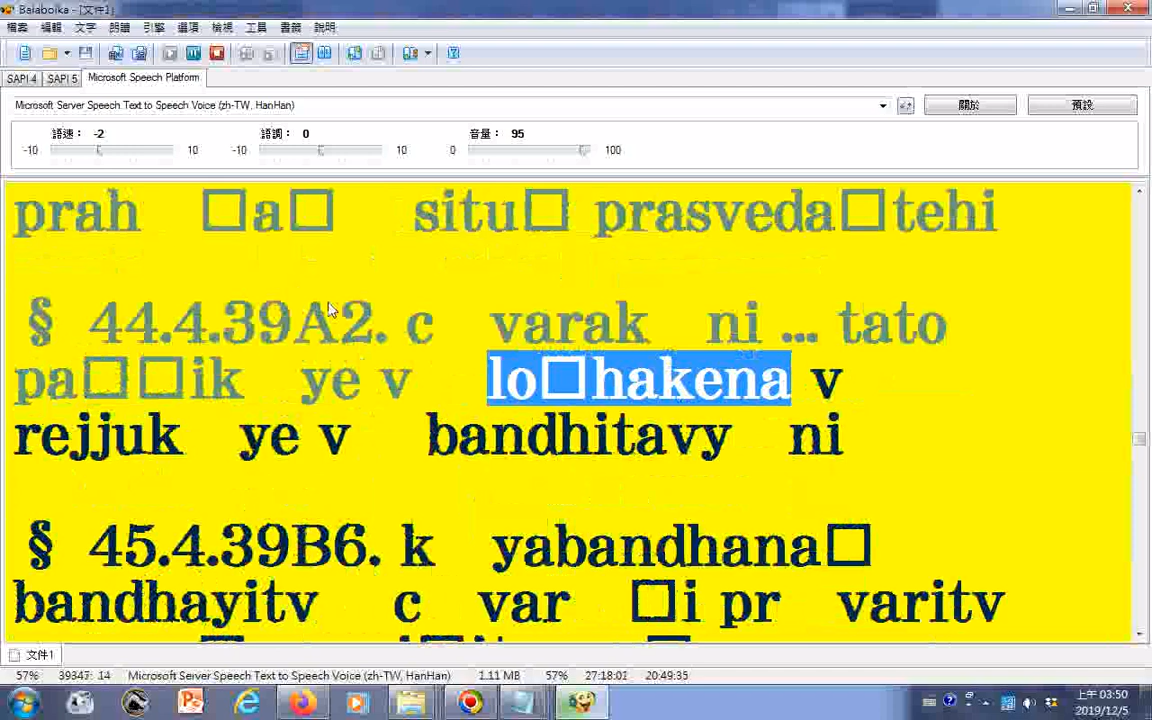 Balabolka - [文件1]
檔案 編輯 文字 朗讀 引擎 選項 檢視 工具 書籤 說明
SAPI 4 SAPI 5 Microsoft Speech Platform
Microsoft Server Speech Text to Speech Voice (zh-TW, HanHan) 關於 預設
語速： -2 語調： 0 音量： 95
-10 10 -10 10 0 100
prah □a□ situ□ prasveda□tehi
§ 44.4.39A2. c varak ni ... tato
pa□□ik ye v lo□hakena v
rejjuk ye v bandhitavy ni
§ 45.4.39B6. k yabandhana□
bandhayitv c var □i pr varitv
文件1
57% 39347: 14 Microsoft Server Speech Text to Speech Voice (zh-TW, HanHan) 1.11 MB 57% 27:18:02 20:49:35
上午 03:50
2019/12/5